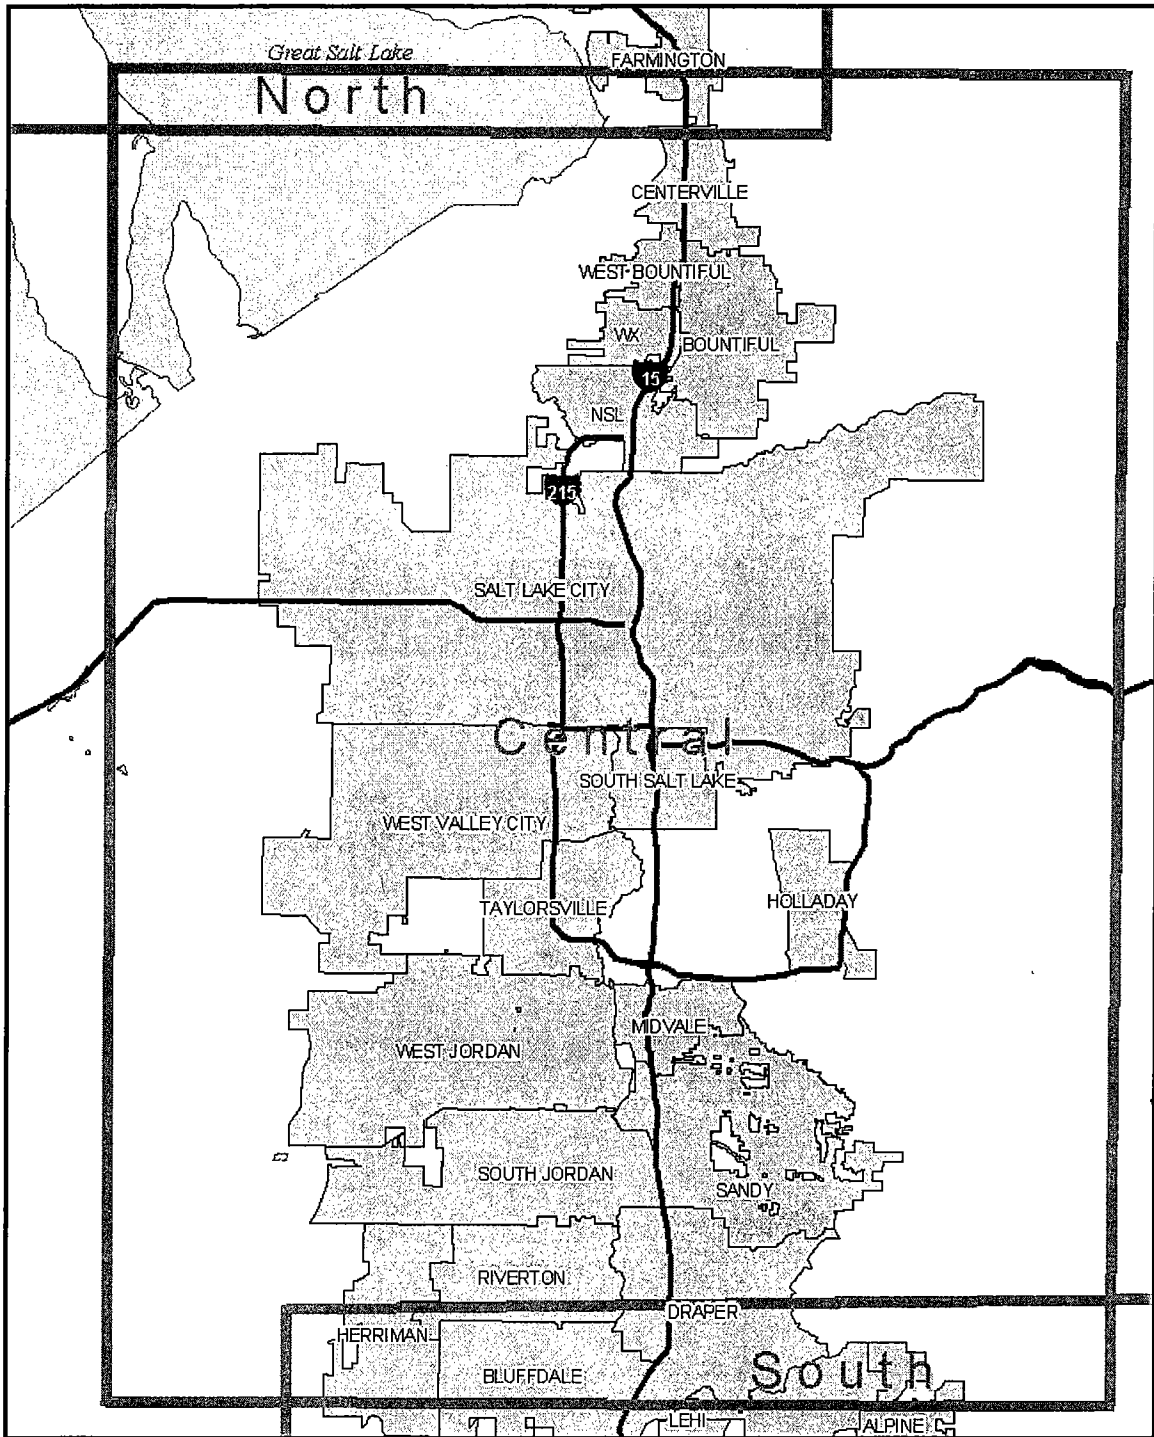 Great Salt Lake
FARMINGTON
North
CENTERVILLE
WEST BOUNTIFUL
WX
BOUNTIFUL
15
NSL
215
SALT LAKE CITY
Central
SOUTH SALT LAKE
WEST VALLEY CITY
HOLLADAY
TAYLORSVILLE
MIDVALE
WEST JORDAN
SOUTH JORDAN
SANDY
RIVERTON
DRAPER
HERRIMAN
BLUFFDALE
South
LEHI
ALPINE